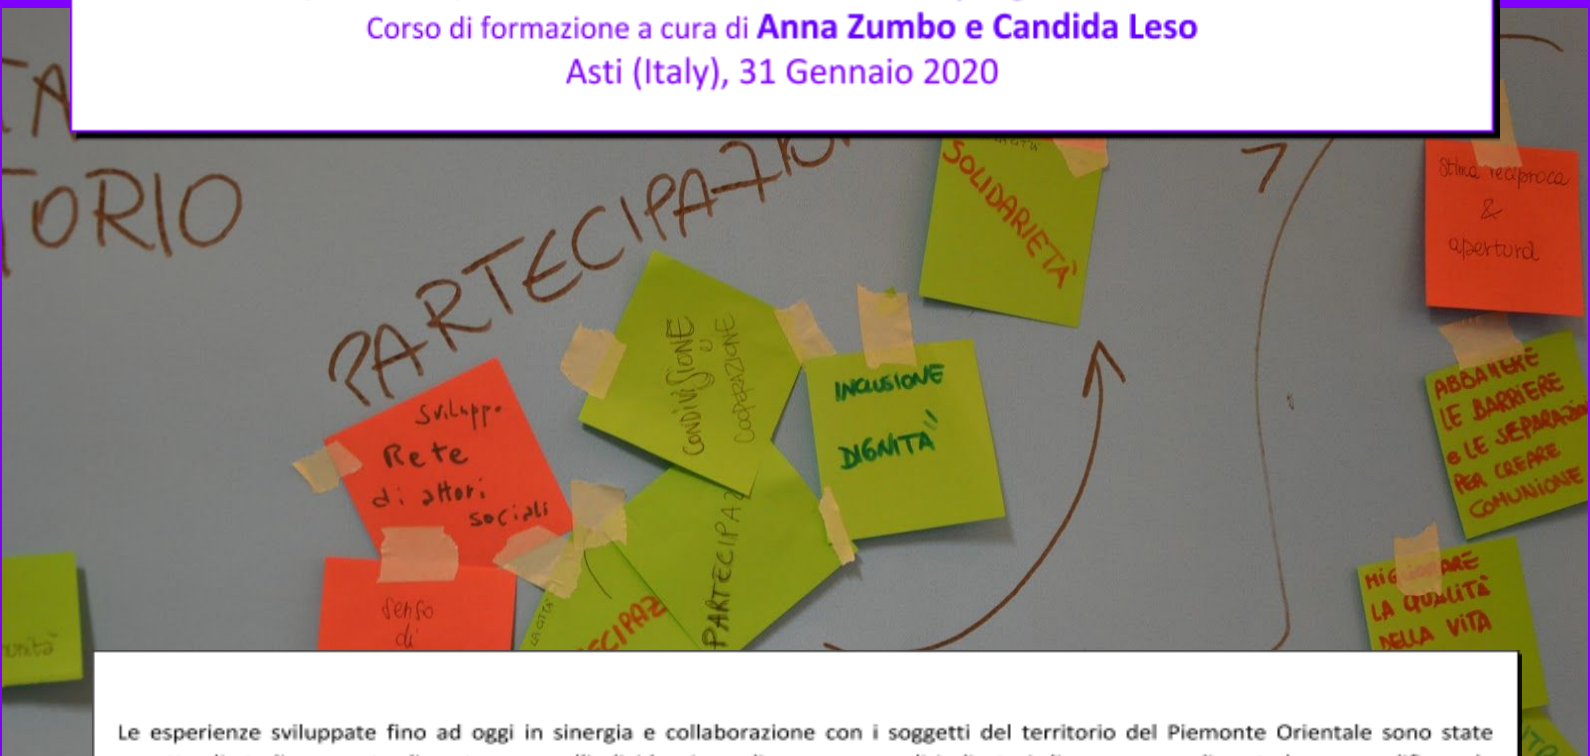 Corso di formazione a cura di Anna Zumbo e Candida Leso
Asti (Italy), 31 Gennaio 2020
TORIO
PARTECIPAZIO
SOLIDARIETÀ
Stima reciproca
&
apertura
CONDIVISIONE
e
COOPERAZIONE
INCLUSIONE
DIGNITA"
Sviluppo
Rete
di attori
sociali
ABBATTERE
LE BARRIERE
e LE SEPARAZIONI
PER CREARE
COMUNIONE
PARTECIPAZ
ECIPAZ
senso
di
MIGLIORARE
LA QUALITÀ
DELLA VITA
unità
Le esperienze sviluppate fino ad oggi in sinergia e collaborazione con i soggetti del territorio del Piemonte Orientale sono state